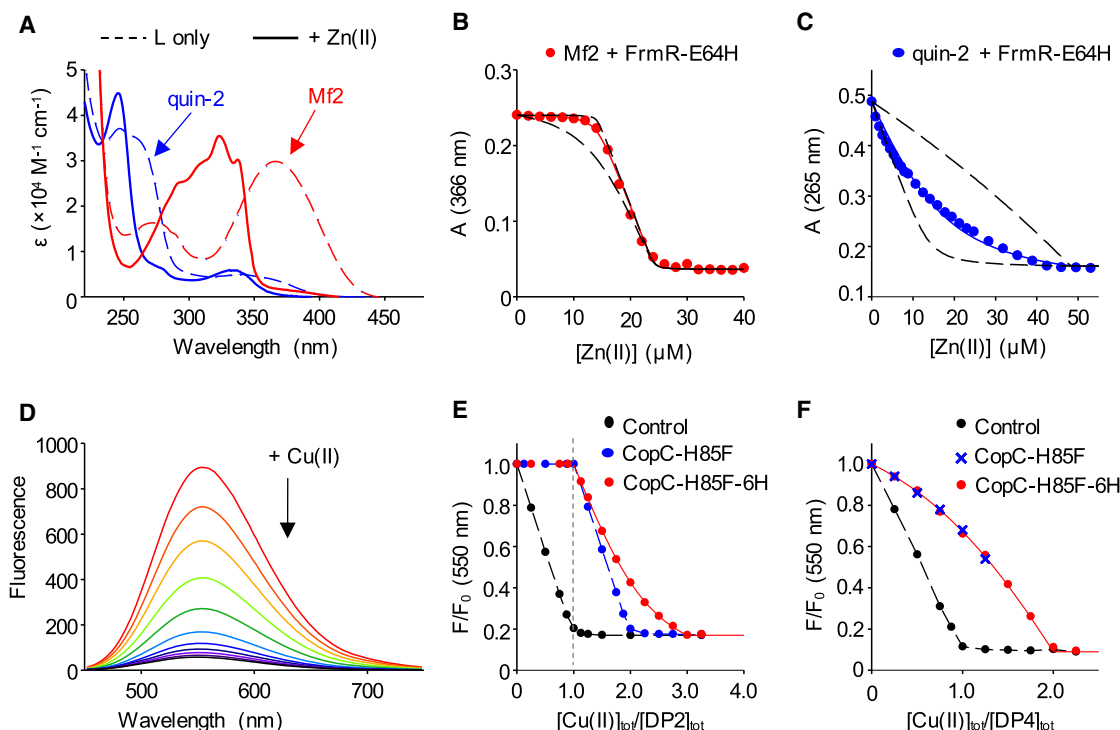 A
L only
+ Zn(II)
quin-2
Mf2
5
4
3
2
1
0
ε (×10⁴ M⁻¹ cm⁻¹)
250
300
350
400
450
Wavelength (nm)
B
Mf2 + FrmR-E64H
0.3
0.2
0.1
0
A (366 nm)
0
10
20
30
40
[Zn(II)] (μM)
C
quin-2 + FrmR-E64H
0.5
0.4
0.3
0.2
0.1
A (265 nm)
0
10
20
30
40
50
[Zn(II)] (μM)
D
+ Cu(II)
1000
800
600
400
200
0
Fluorescence
500
600
700
Wavelength (nm)
E
Control
CopC-H85F
CopC-H85F-6H
1.0
0.8
0.6
0.4
0.2
0
F/F₀ (550 nm)
0
1.0
2.0
3.0
4.0
[Cu(II)]tot/[DP2]tot
F
Control
CopC-H85F
CopC-H85F-6H
1.0
0.8
0.6
0.4
0.2
0
F/F₀ (550 nm)
0
1.0
2.0
[Cu(II)]tot/[DP4]tot